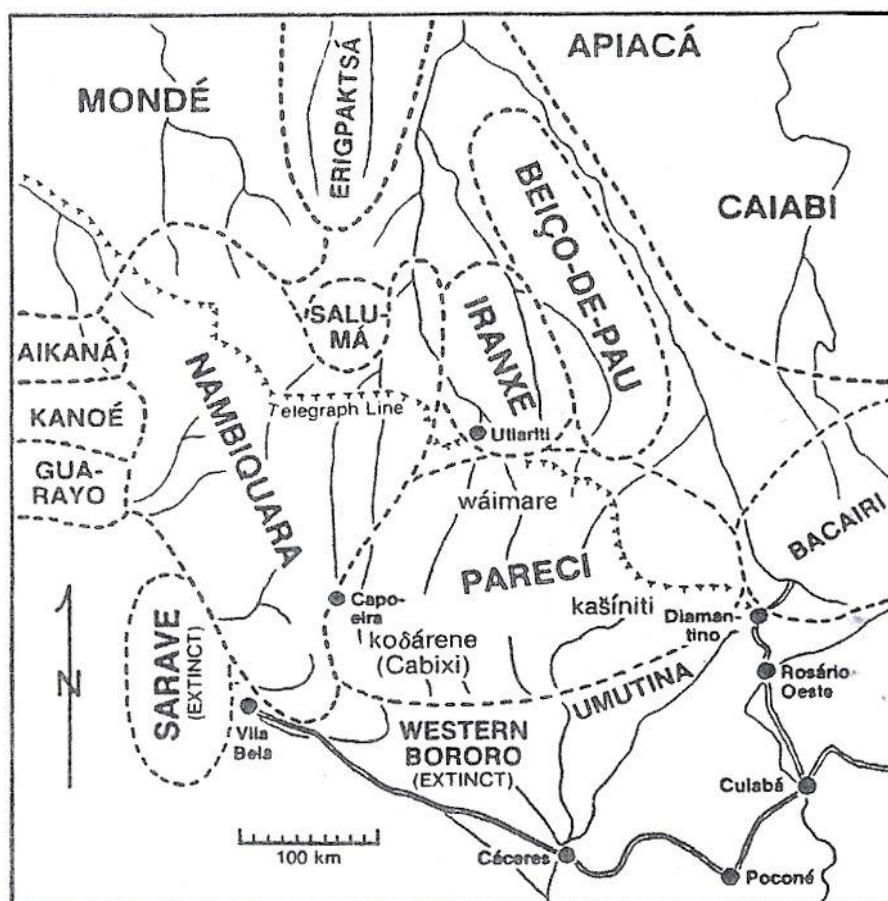 APIACÁ
MONDÉ
ERIGPAKTSÁ
BEIÇO-DE-PAU
CAIABI
SALU-
MÁ
IRANXE
AIKANÁ
NAMBIQUARA
KANOÉ
Telegraph Line
Utiariti
GUA-
RAYO
wáimare
BACAIRI
PARECI
Capo-
eira
kašíniti
Diaman-
tino
koδárene
(Cabixi)
N
SARAVE
(EXTINCT)
UMUTINA
Rosário
Oeste
Vila
Bela
WESTERN
BORORO
(EXTINCT)
Cuiabá
100 km
Cáceres
Poconé